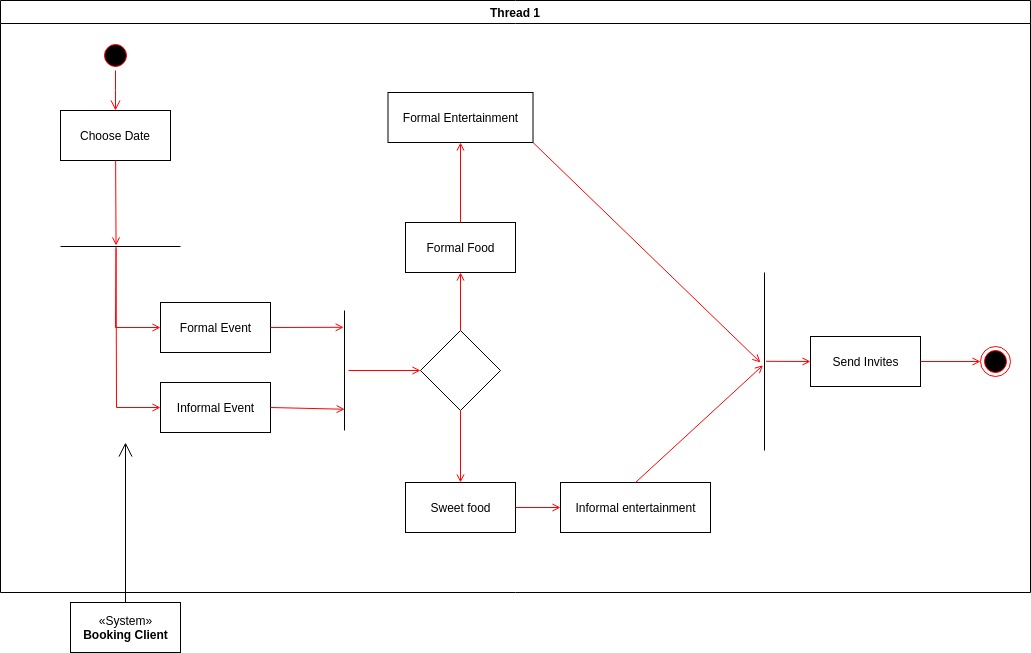 Thread 1
Choose Date
Formal Entertainment
Formal Food
Formal Event
Informal Event
Send Invites
Sweet food
Informal entertainment
«System»
Booking Client